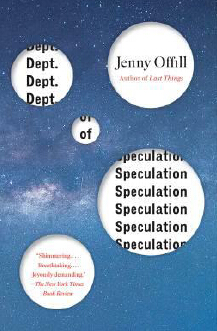 Dept.
Dept.
Dept.
Dept.
Jenny Offill
Author of Last Things
of
of
Speculation
Speculation
Speculation
Speculation
Speculation
Speculation
"Shimmering. . . .
Breathtaking. . . .
Joyously demanding."
-The New York Times
Book Review